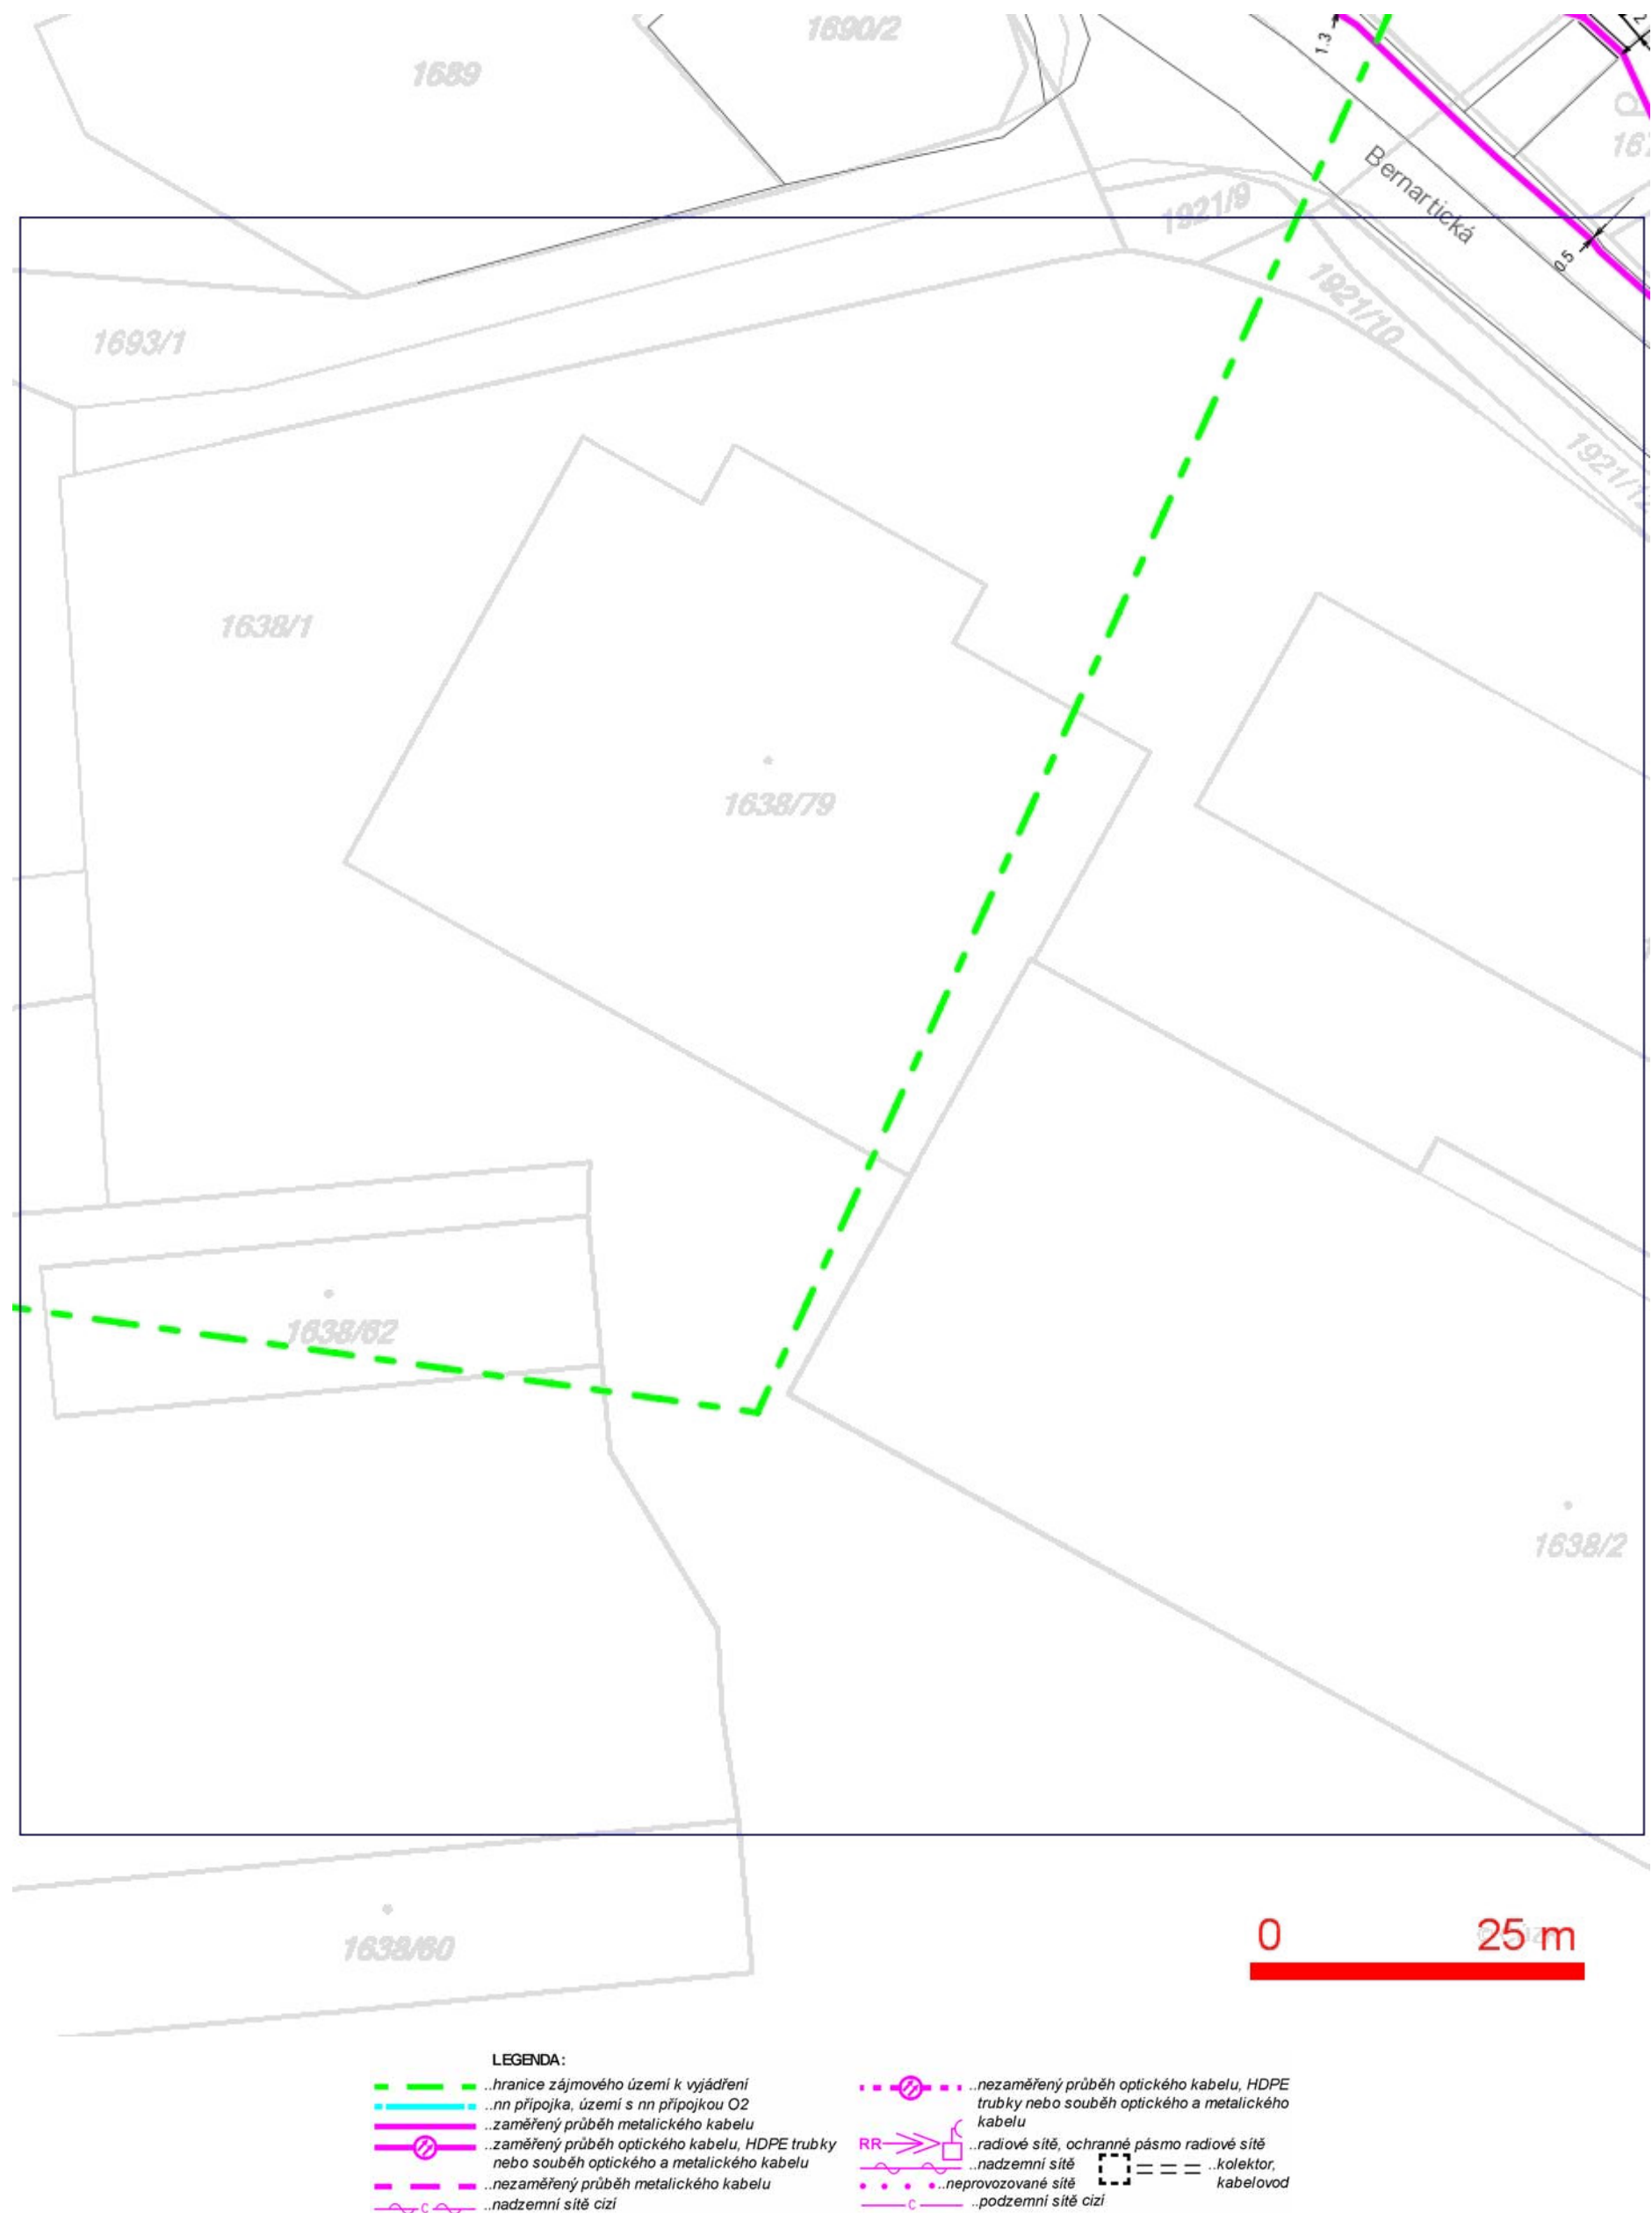 1690/2
1689
1.3
Bernartická
1921/9
0.5
1921/10
1693/1
1921/12
1638/1
1638/79
1638/62
1638/2
1638/60
0 25 m
LEGENDA:
..hranice zájmového území k vyjádření
..nn přípojka, území s nn přípojkou O2
..zaměřený průběh metalického kabelu
..zaměřený průběh optického kabelu, HDPE trubky
nebo souběh optického a metalického kabelu
..nezaměřený průběh metalického kabelu
C ..nadzemní sítě cizí
..nezaměřený průběh optického kabelu, HDPE
trubky nebo souběh optického a metalického
kabelu
RR ..radiové sítě, ochranné pásmo radiové sítě
..nadzemní sítě
..kolektor,
kabelovod
..neprovozované sítě
C ..podzemní sítě cizí